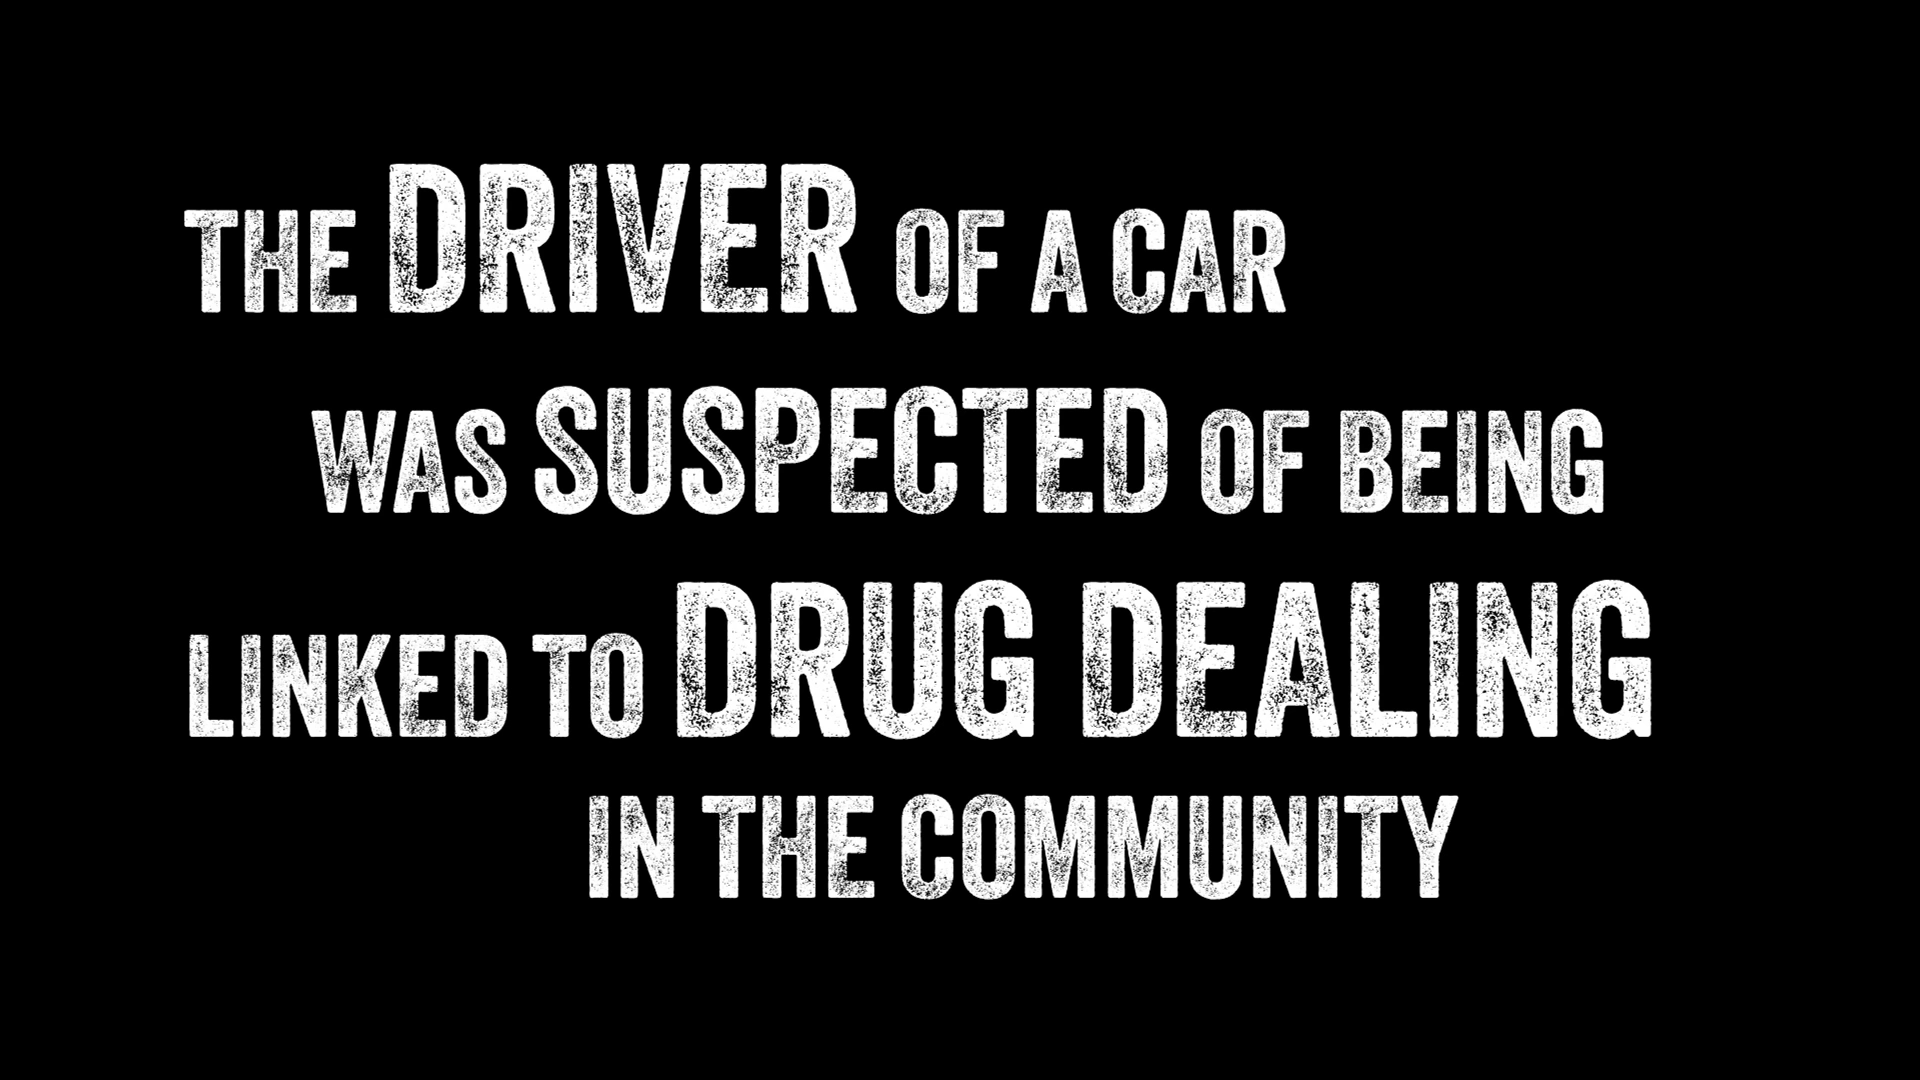 THE DRIVER OF A CAR
WAS SUSPECTED OF BEING
LINKED TO DRUG DEALING
IN THE COMMUNITY